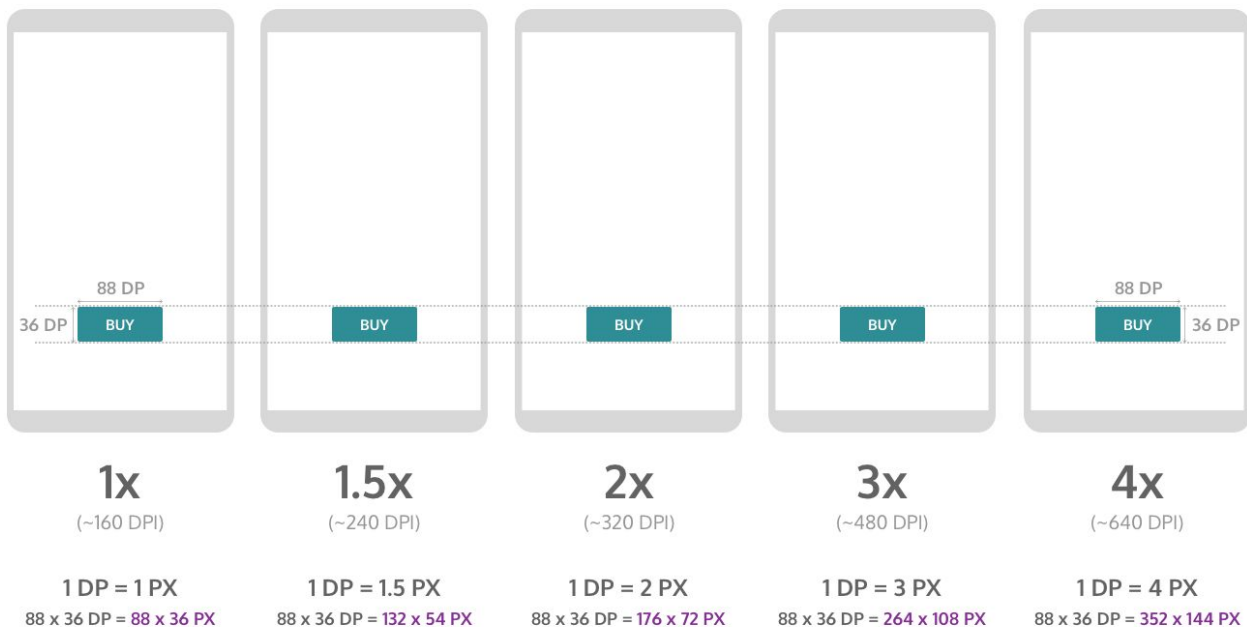 88 DP
88 DP
36 DP
BUY
BUY
BUY
BUY
BUY
36 DP
1x
1.5x
2x
3x
4x
(~160 DPI)
(~240 DPI)
(~320 DPI)
(~480 DPI)
(~640 DPI)
1 DP = 1 PX
1 DP = 1.5 PX
1 DP = 2 PX
1 DP = 3 PX
1 DP = 4 PX
88 x 36 DP = 88 x 36 PX
88 x 36 DP = 132 x 54 PX
88 x 36 DP = 176 x 72 PX
88 x 36 DP = 264 x 108 PX
88 x 36 DP = 352 x 144 PX